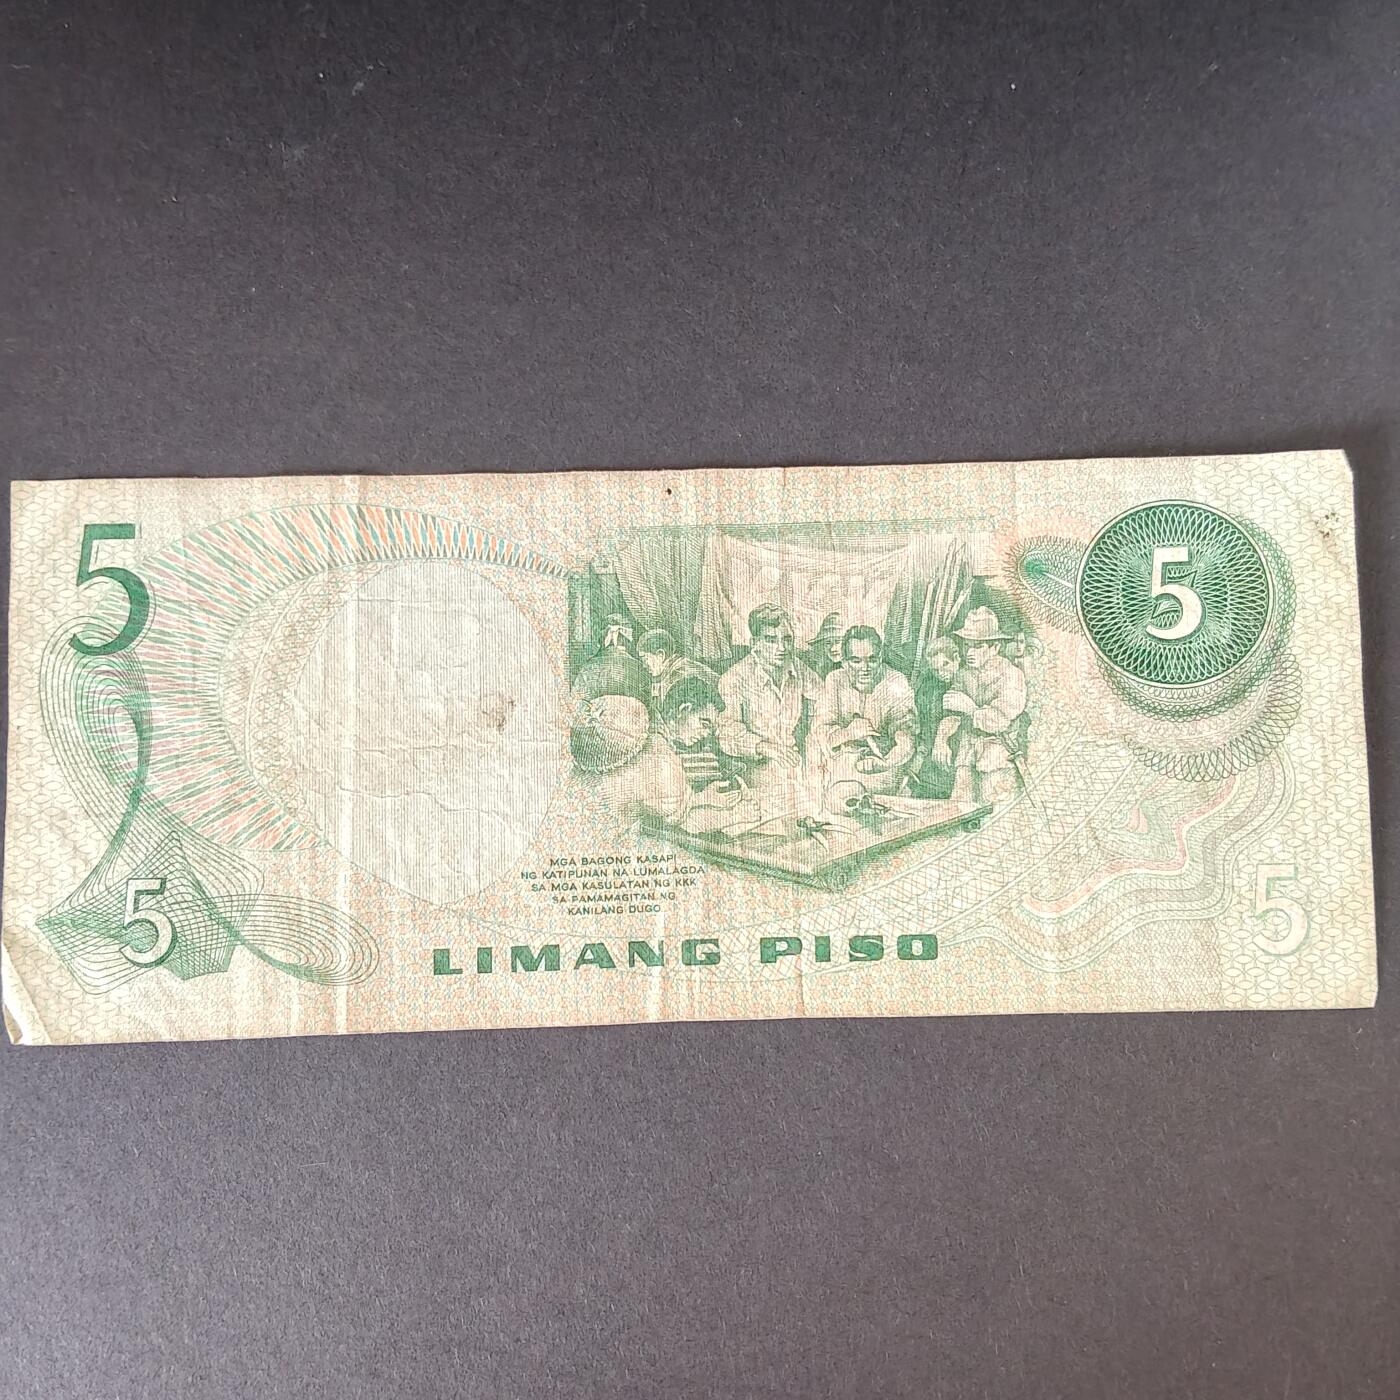 5
5
MGA BAGONG KASAPI
NG KATIPUNAN NA LUMALAGDA
SA MGA KASULATAN NG KKK
SA PAMAMAGITAN NG
KANILANG DUGO
5
5
LIMANG PISO